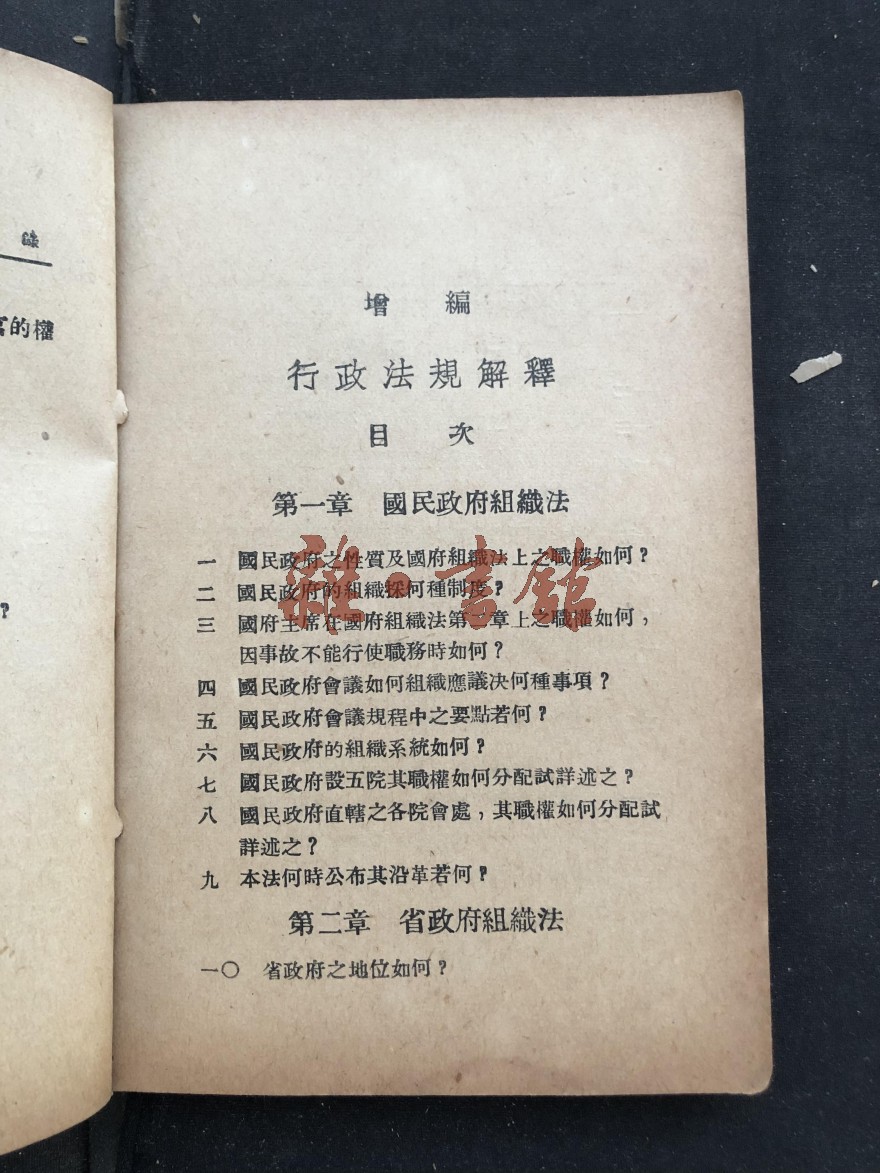 錄
的權
?
增編
行政法規解釋
目次
第一章 國民政府組織法
一 國民政府之性質及國府組織法上之職權如何?
二 國民政府的組織採何種制度?
三 國府主席在國府組織法第章上之職權如何,
因事故不能行使職務時如何?
四 國民政府會議如何組織應議決何種事項?
五 國民政府會議規程中之要點若何?
六 國民政府的組織系統如何?
七 國民政府設五院其職權如何分配試詳述之?
八 國民政府直轄之各院會處,其職權如何分配試
詳述之?
九 本法何時公布其沿革若何?
第二章 省政府組織法
一〇 省政府之地位如何?
雜·書館